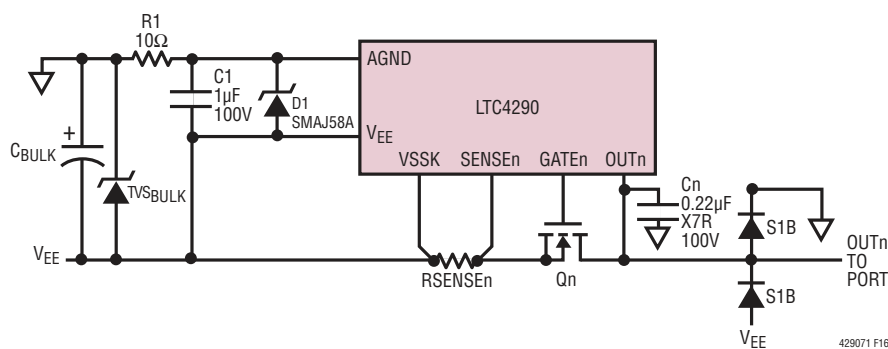 R1
10Ω
AGND
C1
1µF
100V
D1
SMAJ58A
LTC4290
VEE
+
CBULK
TVSBULK
VSSK SENSEn GATEn OUTn
Cn
0.22µF
X7R
100V
S1B
OUTn
TO
PORT
VEE
RSENSEn
Qn
S1B
VEE
429071 F16